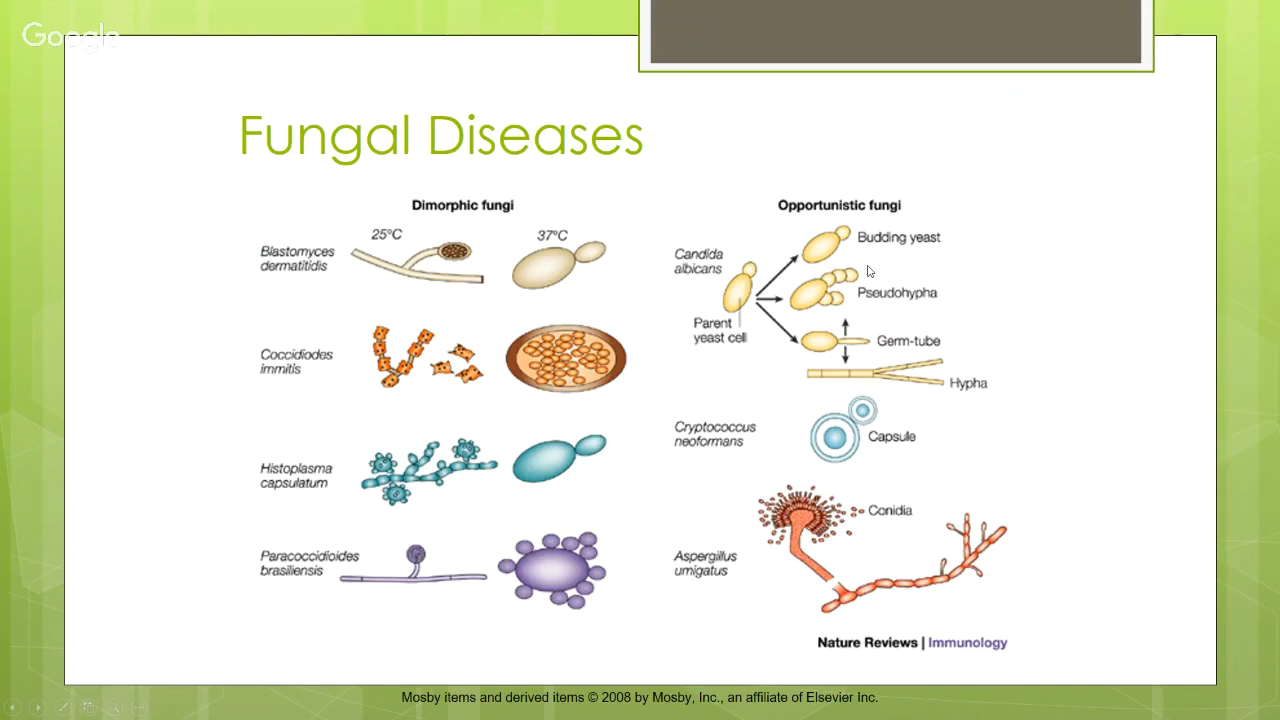 Google
Fungal Diseases
Dimorphic fungi
25°C
37°C
Blastomyces
dermatitidis
Coccidiodes
immitis
Histoplasma
capsulatum
Paracoccidioides
brasiliensis
Opportunistic fungi
Candida
albicans
Parent
yeast cell
Budding yeast
Pseudohypha
Germ-tube
Hypha
Cryptococcus
neoformans
Capsule
Conidia
Aspergillus
umigatus
Nature Reviews | Immunology
Mosby items and derived items © 2008 by Mosby, Inc., an affiliate of Elsevier Inc.